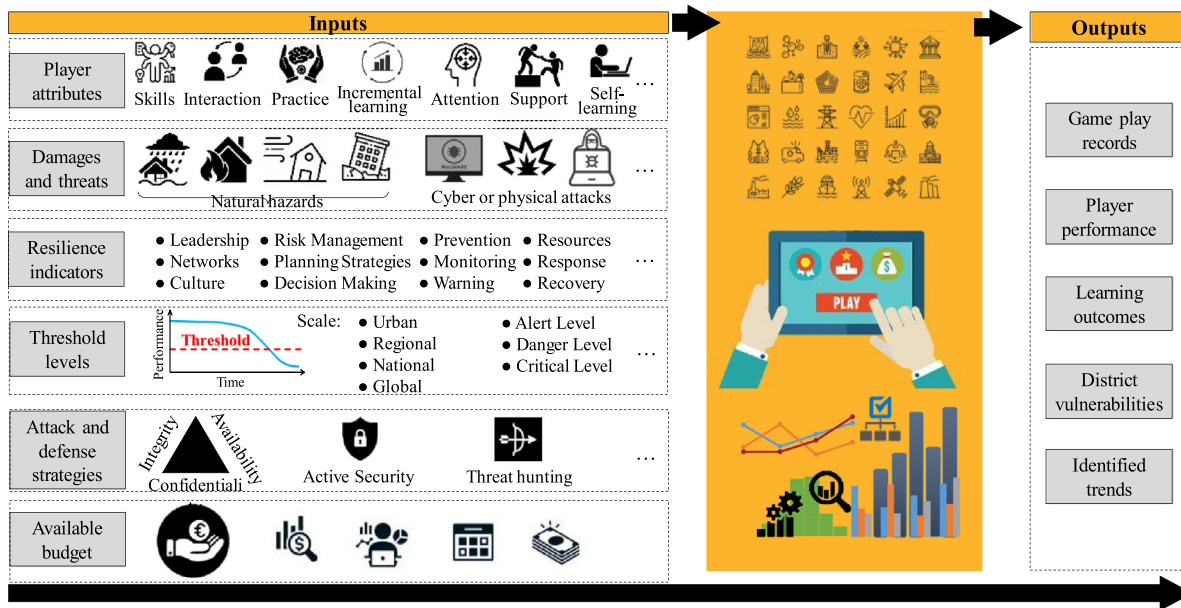 Inputs
Outputs
Player
attributes
Skills
Interaction
Practice
Incremental
learning
Attention
Support
Self-
learning
...
Damages
and threats
MALWARE
Natural hazards
Cyber or physical attacks
...
Resilience
indicators
● Leadership
● Networks
● Culture
● Risk Management
● Planning Strategies
● Decision Making
● Prevention
● Monitoring
● Warning
● Resources
● Response
● Recovery
...
Threshold
levels
Performance
Threshold
Time
Scale:
● Urban
● Regional
● National
● Global
● Alert Level
● Danger Level
● Critical Level
...
Attack and
defense
strategies
Integrity
Availability
Confidentiali
Active Security
Threat hunting
...
Available
budget
€
$
$
PLAY
Game play
records
Player
performance
Learning
outcomes
District
vulnerabilities
Identified
trends